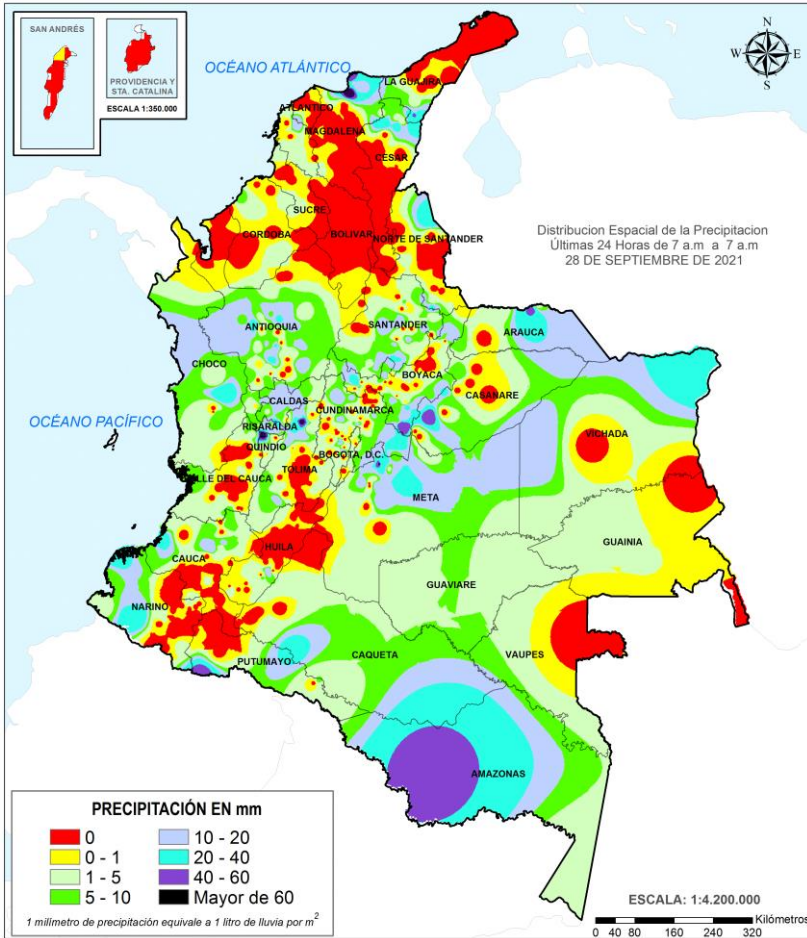 SAN ANDRÉS
PROVIDENCIA Y
STA. CATALINA
ESCALA 1:350.000
OCÉANO ATLÁNTICO
N
W
E
S
LA GUAJIRA
ATLANTICO
MAGDALENA
CESAR
SUCRE
CORDOBA
BOLIVAR
NORTE DE SANTANDER
Distribucion Espacial de la Precipitacion
Últimas 24 Horas de 7 a.m a 7 a.m
28 DE SEPTIEMBRE DE 2021
ANTIOQUIA
SANTANDER
ARAUCA
CHOCO
BOYACA
CASANARE
CALDAS
CUNDINAMARCA
OCÉANO PACÍFICO
RISARALDA
VICHADA
QUINDIO
BOGOTA, D.C.
TOLIMA
VALLE DEL CAUCA
META
GUAINIA
HUILA
CAUCA
GUAVIARE
NARINO
CAQUETA
VAUPES
PUTUMAYO
AMAZONAS
PRECIPITACIÓN EN mm
0
10 - 20
0 - 1
20 - 40
1 - 5
40 - 60
5 - 10
Mayor de 60
1 milímetro de precipitación equivale a 1 litro de lluvia por m²
ESCALA: 1:4.200.000
Kilómetros
0 40 80 160 240 320